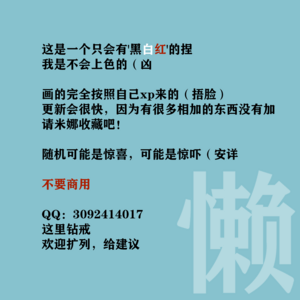 这是一个只会有'黑白红'的捏
我是不会上色的（凶
画的完全按照自己xp来的（捂脸）
更新会很快，因为有很多相加的东西没有加
请米娜收藏吧！
随机可能是惊喜，可能是惊吓（安详
不要商用
QQ：3092414017
这里钻戒
欢迎扩列，给建议
懒